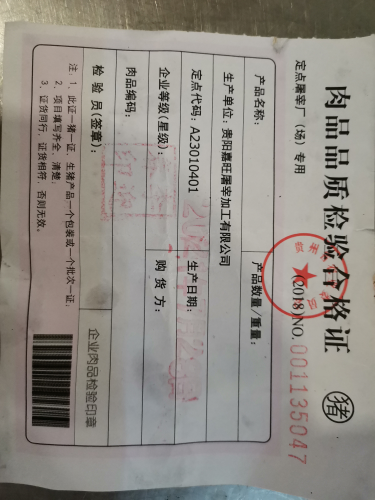 肉品品质检验合格证 猪
定点屠宰厂（场）专用 (2018)NO.001135047
产品名称： 产品数量/重量：
生产单位：贵阳嘉旺屠宰加工有限公司
定点代码：A23010401 生产日期：
企业等级(星级)： 购货方：
肉品编码：
检验员(签章)： 企业肉品检验印章
注：1、此证一猪一证，生猪产品一个包装或一个批次一证；
2、项目填写齐全，清楚；
3、证货同行，证货相符，否则无效。